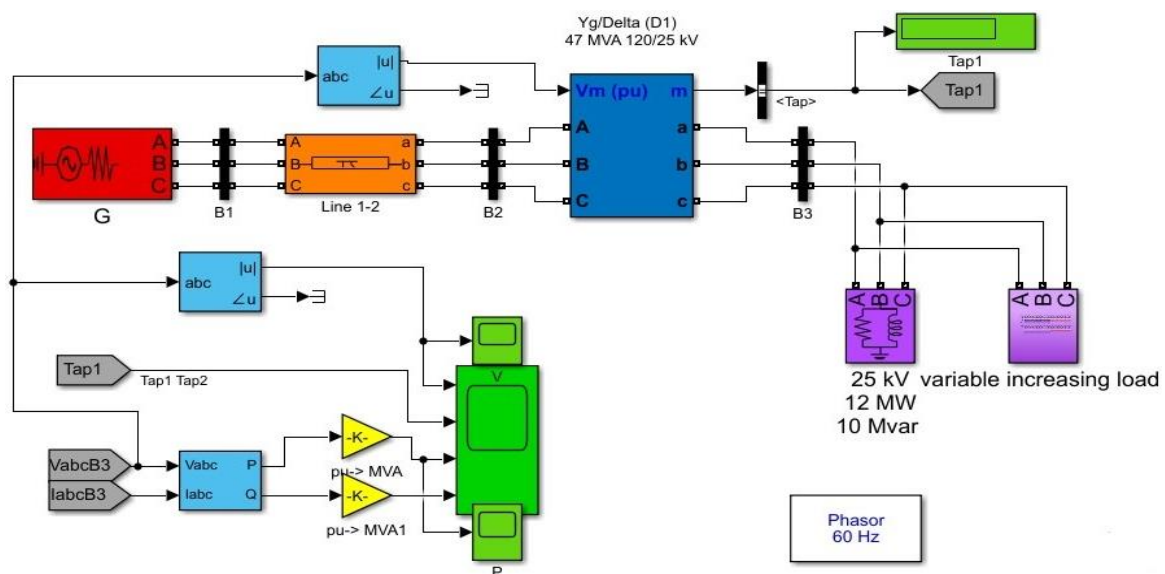 Yg/Delta (D1)
47 MVA 120/25 kV
abc
|u|
∠u
Vm (pu)
m
<Tap>
Tap1
Tap1
A
B
C
G
B1
A
B
C
a
b
c
Line 1-2
B2
A
B
C
a
b
c
B3
abc
|u|
∠u
A
B
C
A
B
C
25 kV
12 MW
10 Mvar
variable increasing load
Tap1
Tap1 Tap2
V
VabcB3
IabcB3
Vabc
Iabc
P
Q
-K-
pu-> MVA
-K-
pu-> MVA1
P
Phasor
60 Hz